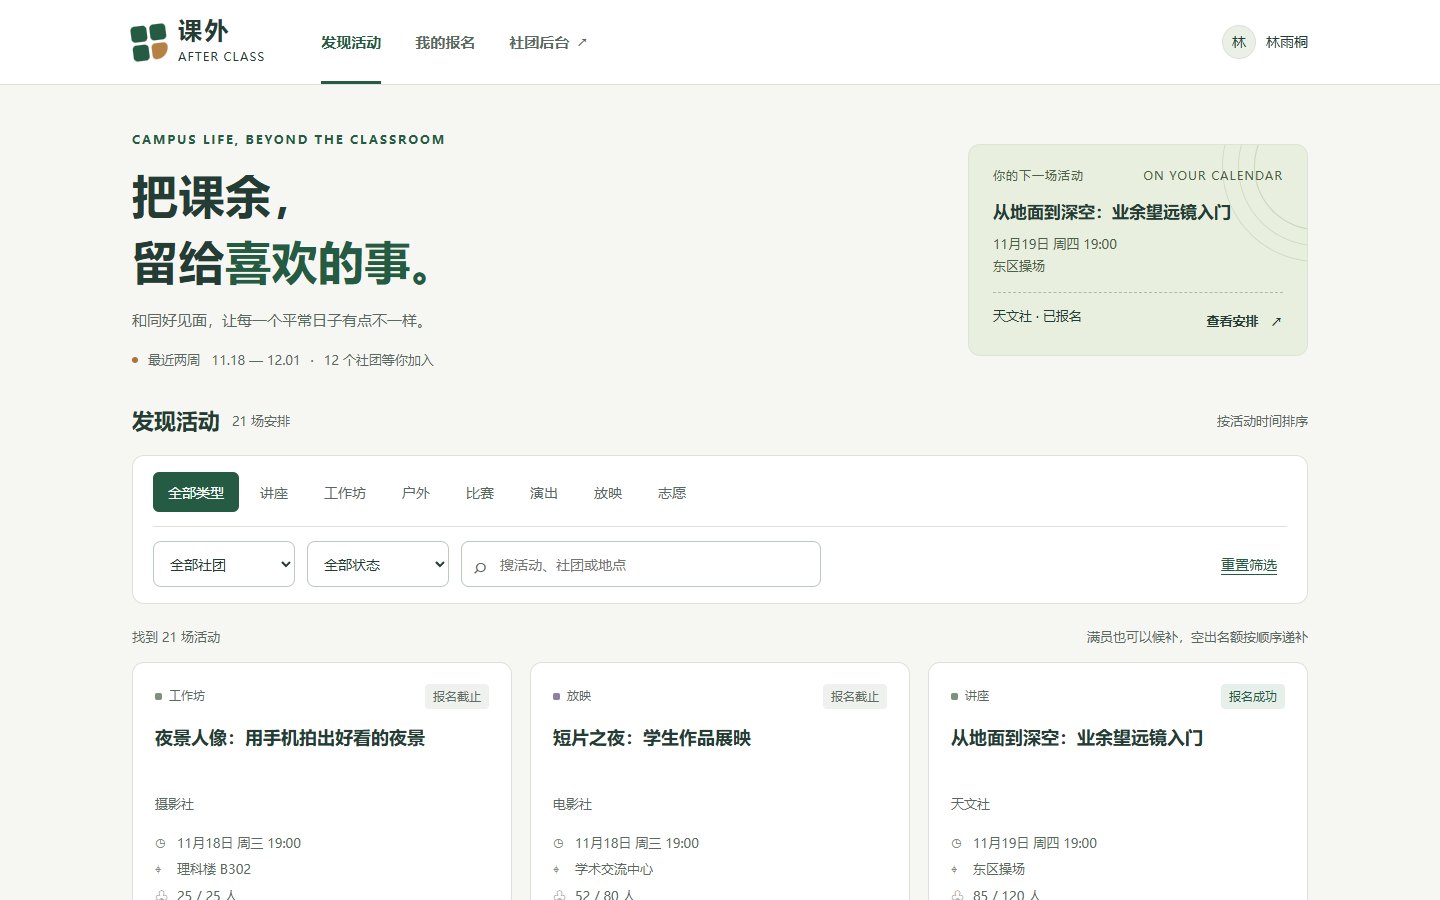 课外
AFTER CLASS
发现活动
我的报名
社团后台 ↗
林
林雨桐
CAMPUS LIFE, BEYOND THE CLASSROOM
把课余，
留给喜欢的事。
和同好见面，让每一个平常日子有点不一样。
最近两周 11.18 — 12.01 · 12 个社团等你加入
你的下一场活动
ON YOUR CALENDAR
从地面到深空：业余望远镜入门
11月19日 周四 19:00
东区操场
天文社 · 已报名
查看安排 ↗
发现活动
21 场安排
按活动时间排序
全部类型
讲座
工作坊
户外
比赛
演出
放映
志愿
全部社团
全部状态
搜活动、社团或地点
重置筛选
找到 21 场活动
满员也可以候补，空出名额按顺序递补
工作坊
报名截止
夜景人像：用手机拍出好看的夜景
摄影社
11月18日 周三 19:00
理科楼 B302
25 / 25 人
放映
报名截止
短片之夜：学生作品展映
电影社
11月18日 周三 19:00
学术交流中心
52 / 80 人
讲座
报名成功
从地面到深空：业余望远镜入门
天文社
11月19日 周四 19:00
东区操场
85 / 120 人